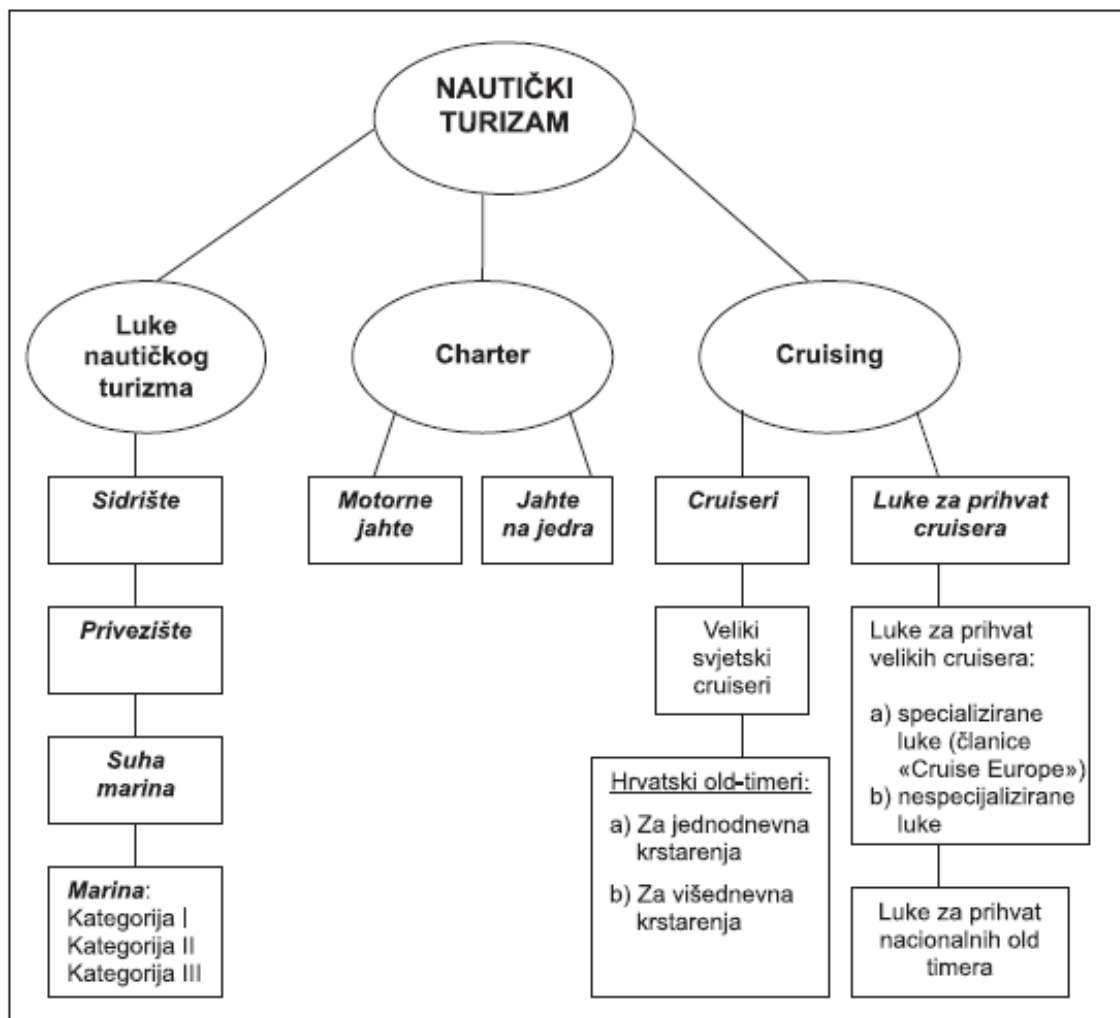 NAUTIČKI
TURIZAM
Luke
nautičkog
turizma
Charter
Cruising
Sidrište
Privezište
Suha
marina
Marina:
Kategorija I
Kategorija II
Kategorija III
Motorne
jahte
Jahte
na jedra
Cruiseri
Veliki
svjetski
cruiseri
Hrvatski old-timeri:
a) Za jednodnevna
krstarenja
b) Za višednevna
krstarenja
Luke za prihvat
cruisera
Luke za prihvat
velikih cruisera:
a) specializirane
luke (članice
«Cruise Europe»)
b) nespecijalizirane
luke
Luke za prihvat
nacionalnih old
timera